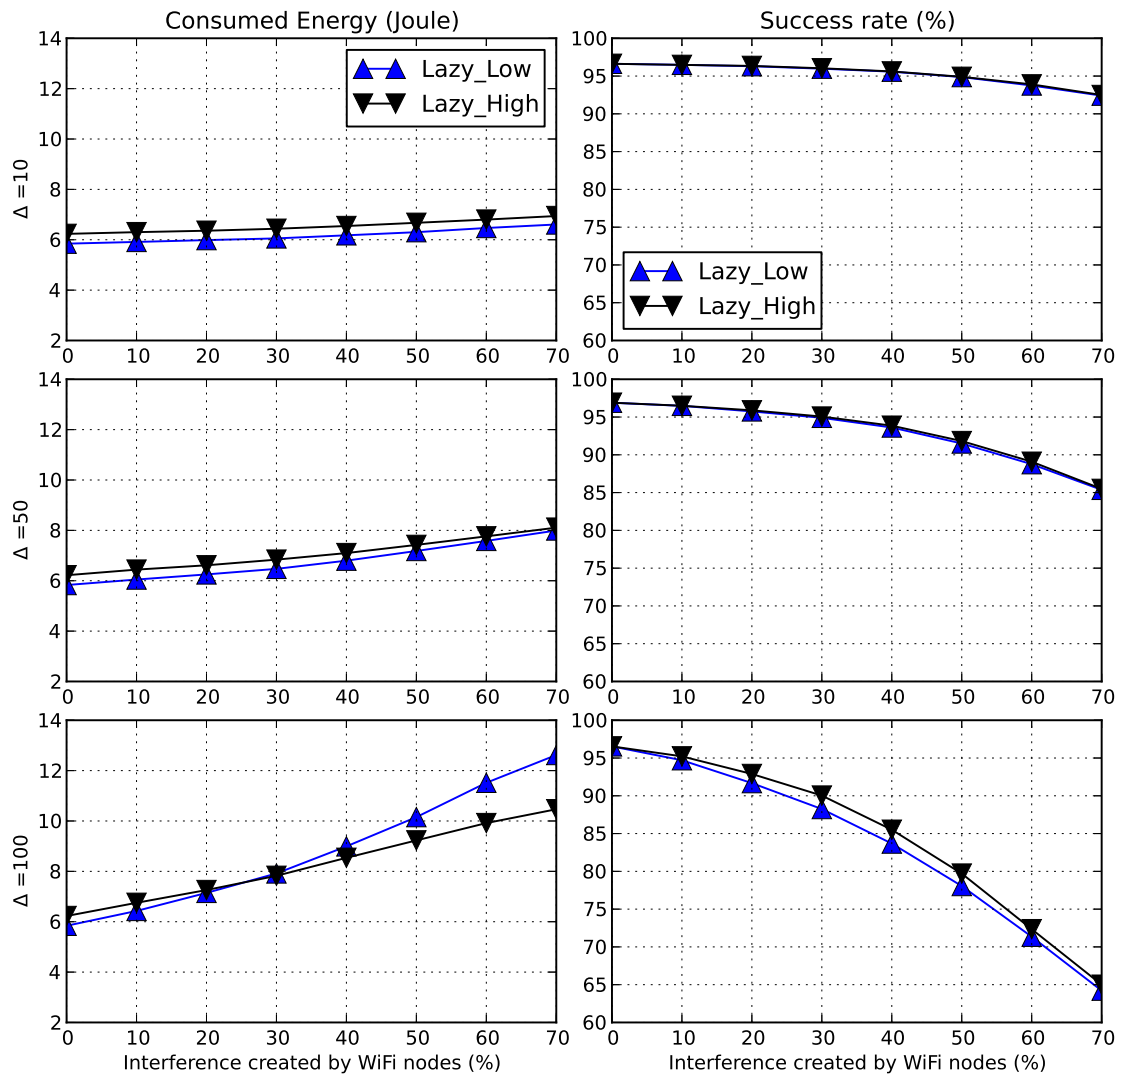 Consumed Energy (Joule)
Success rate (%)
14
12
10
8
6
4
2
Δ =10
Lazy_Low
Lazy_High
0 10 20 30 40 50 60 70
100
95
90
85
80
75
70
65
60
Lazy_Low
Lazy_High
0 10 20 30 40 50 60 70
14
12
10
8
6
4
2
Δ =50
0 10 20 30 40 50 60 70
100
95
90
85
80
75
70
65
60
0 10 20 30 40 50 60 70
14
12
10
8
6
4
2
Δ =100
0 10 20 30 40 50 60 70
Interference created by WiFi nodes (%)
100
95
90
85
80
75
70
65
60
0 10 20 30 40 50 60 70
Interference created by WiFi nodes (%)